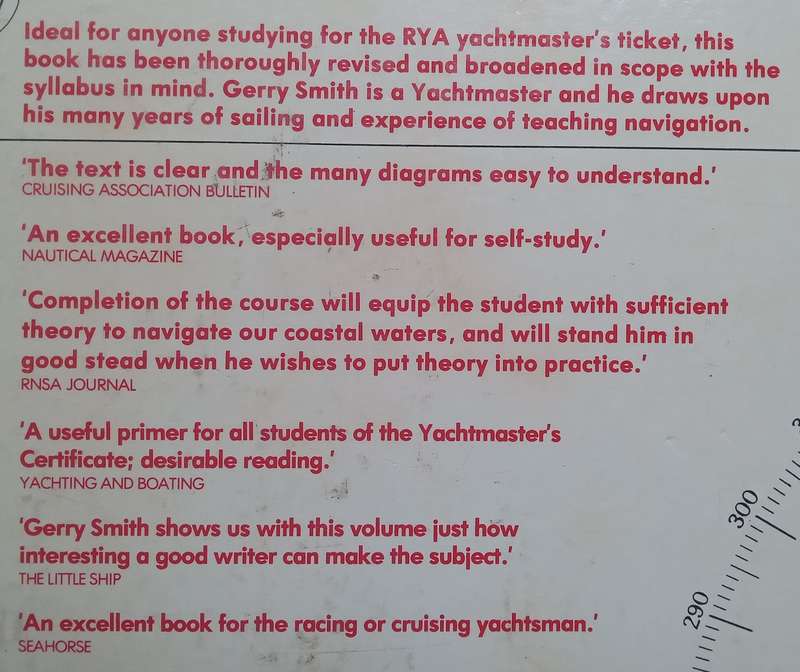 Ideal for anyone studying for the RYA yachtmaster's ticket, this
book has been thoroughly revised and broadened in scope with the
syllabus in mind. Gerry Smith is a Yachtmaster and he draws upon
his many years of sailing and experience of teaching navigation.
'The text is clear and the many diagrams easy to understand.'
CRUISING ASSOCIATION BULLETIN
'An excellent book, especially useful for self-study.'
NAUTICAL MAGAZINE
'Completion of the course will equip the student with sufficient
theory to navigate our coastal waters, and will stand him in
good stead when he wishes to put theory into practice.'
RNSA JOURNAL
'A useful primer for all students of the Yachtmaster's
Certificate; desirable reading.'
YACHTING AND BOATING
'Gerry Smith shows us with this volume just how
interesting a good writer can make the subject.'
THE LITTLE SHIP
'An excellent book for the racing or cruising yachtsman.'
SEAHORSE
300
290